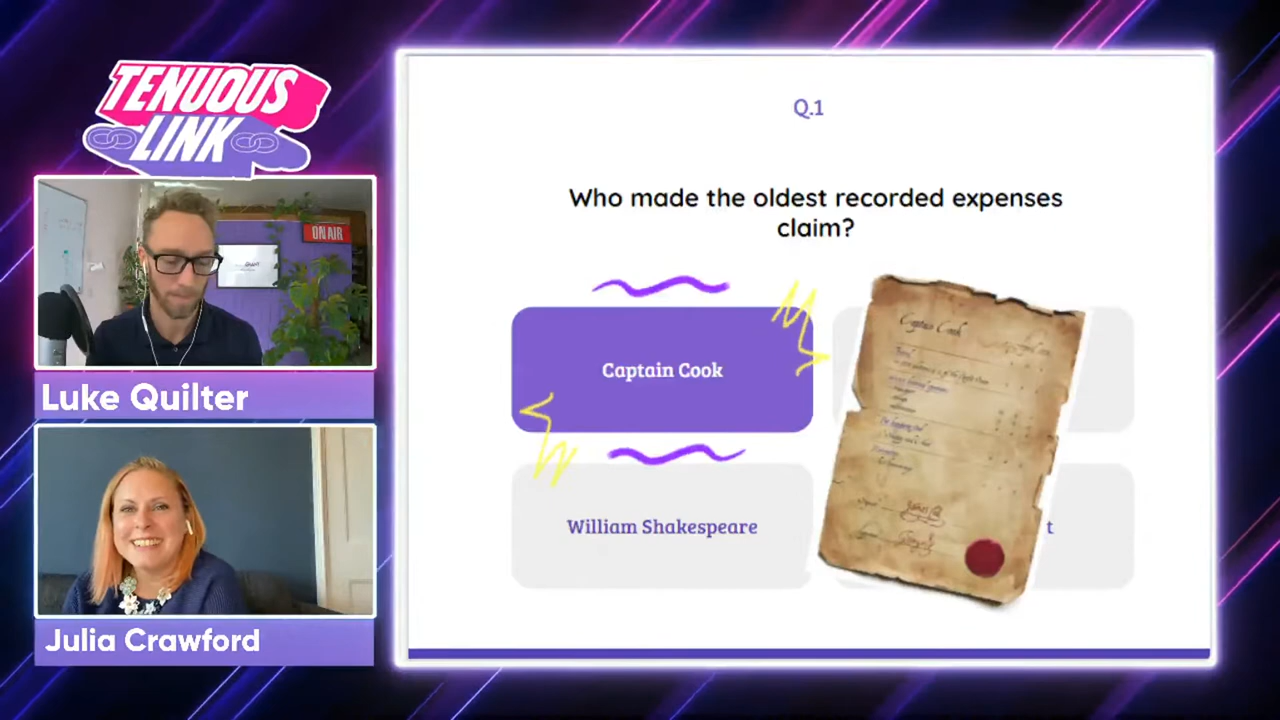 TENUOUS
LINK
ON AIR
Luke Quilter
Julia Crawford
Q.1
Who made the oldest recorded expenses
claim?
Captain Cook
William Shakespeare
t
Captain Cook